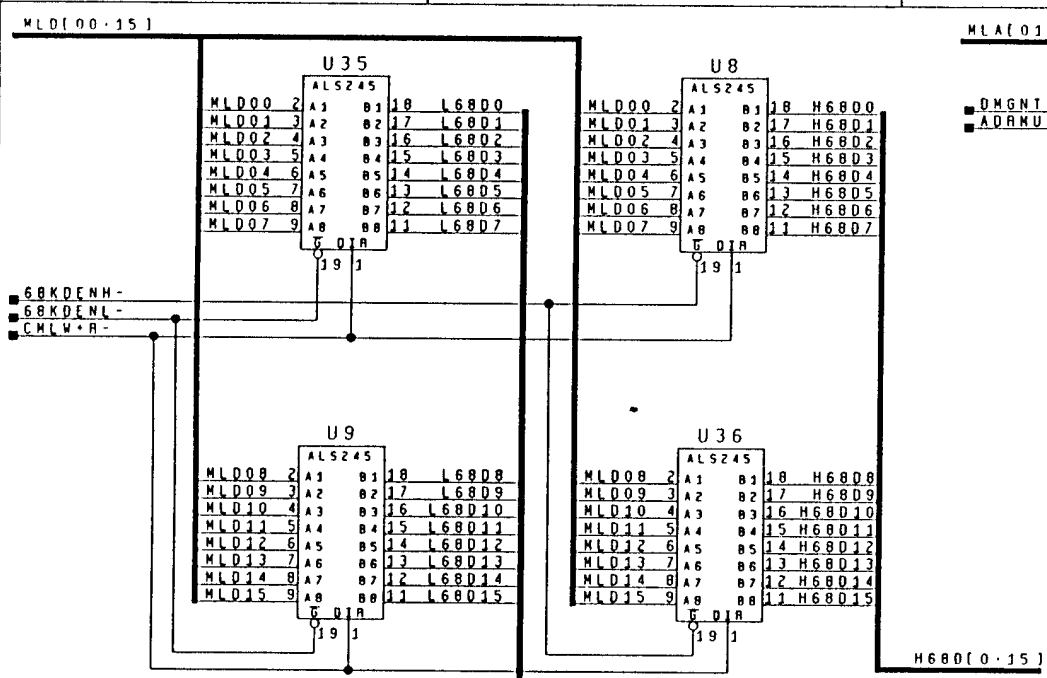 MLD[00·15]
MLA[01
U35
ALS245
MLD00 2 A1 B1 18 L68D0
MLD01 3 A2 B2 17 L68D1
MLD02 4 A3 B3 16 L68D2
MLD03 5 A4 B4 15 L68D3
MLD04 6 A5 B5 14 L68D4
MLD05 7 A6 B6 13 L68D5
MLD06 8 A7 B7 12 L68D6
MLD07 9 A8 B8 11 L68D7
G DIR
19 1
U8
ALS245
MLD00 2 A1 B1 18 H68D0
MLD01 3 A2 B2 17 H68D1
MLD02 4 A3 B3 16 H68D2
MLD03 5 A4 B4 15 H68D3
MLD04 6 A5 B5 14 H68D4
MLD05 7 A6 B6 13 H68D5
MLD06 8 A7 B7 12 H68D6
MLD07 9 A8 B8 11 H68D7
G DIR
19 1
DMGNT
ADRMU
68KDENH-
68KDENL-
CMLW+R-
U9
ALS245
MLD08 2 A1 B1 18 L68D8
MLD09 3 A2 B2 17 L68D9
MLD10 4 A3 B3 16 L68D10
MLD11 5 A4 B4 15 L68D11
MLD12 6 A5 B5 14 L68D12
MLD13 7 A6 B6 13 L68D13
MLD14 8 A7 B7 12 L68D14
MLD15 9 A8 B8 11 L68D15
G DIR
19 1
U36
ALS245
MLD08 2 A1 B1 18 H68D8
MLD09 3 A2 B2 17 H68D9
MLD10 4 A3 B3 16 H68D10
MLD11 5 A4 B4 15 H68D11
MLD12 6 A5 B5 14 H68D12
MLD13 7 A6 B6 13 H68D13
MLD14 8 A7 B7 12 H68D14
MLD15 9 A8 B8 11 H68D15
G DIR
19 1
H68D[0·15]